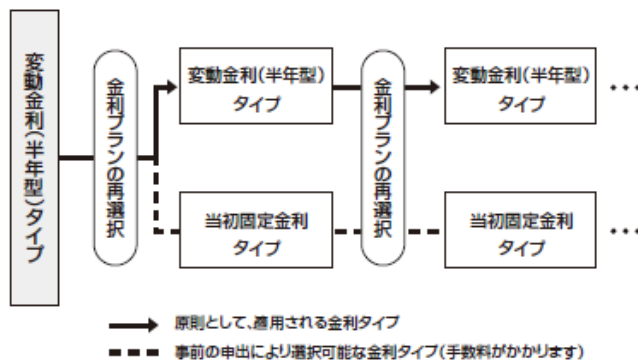 変動金利(半年型)タイプ
金利プランの再選択
変動金利(半年型)
タイプ
当初固定金利
タイプ
金利プランの再選択
変動金利(半年型)
タイプ
・・・
当初固定金利
タイプ
・・・
原則として、適用される金利タイプ
事前の申出により選択可能な金利タイプ(手数料がかかります)